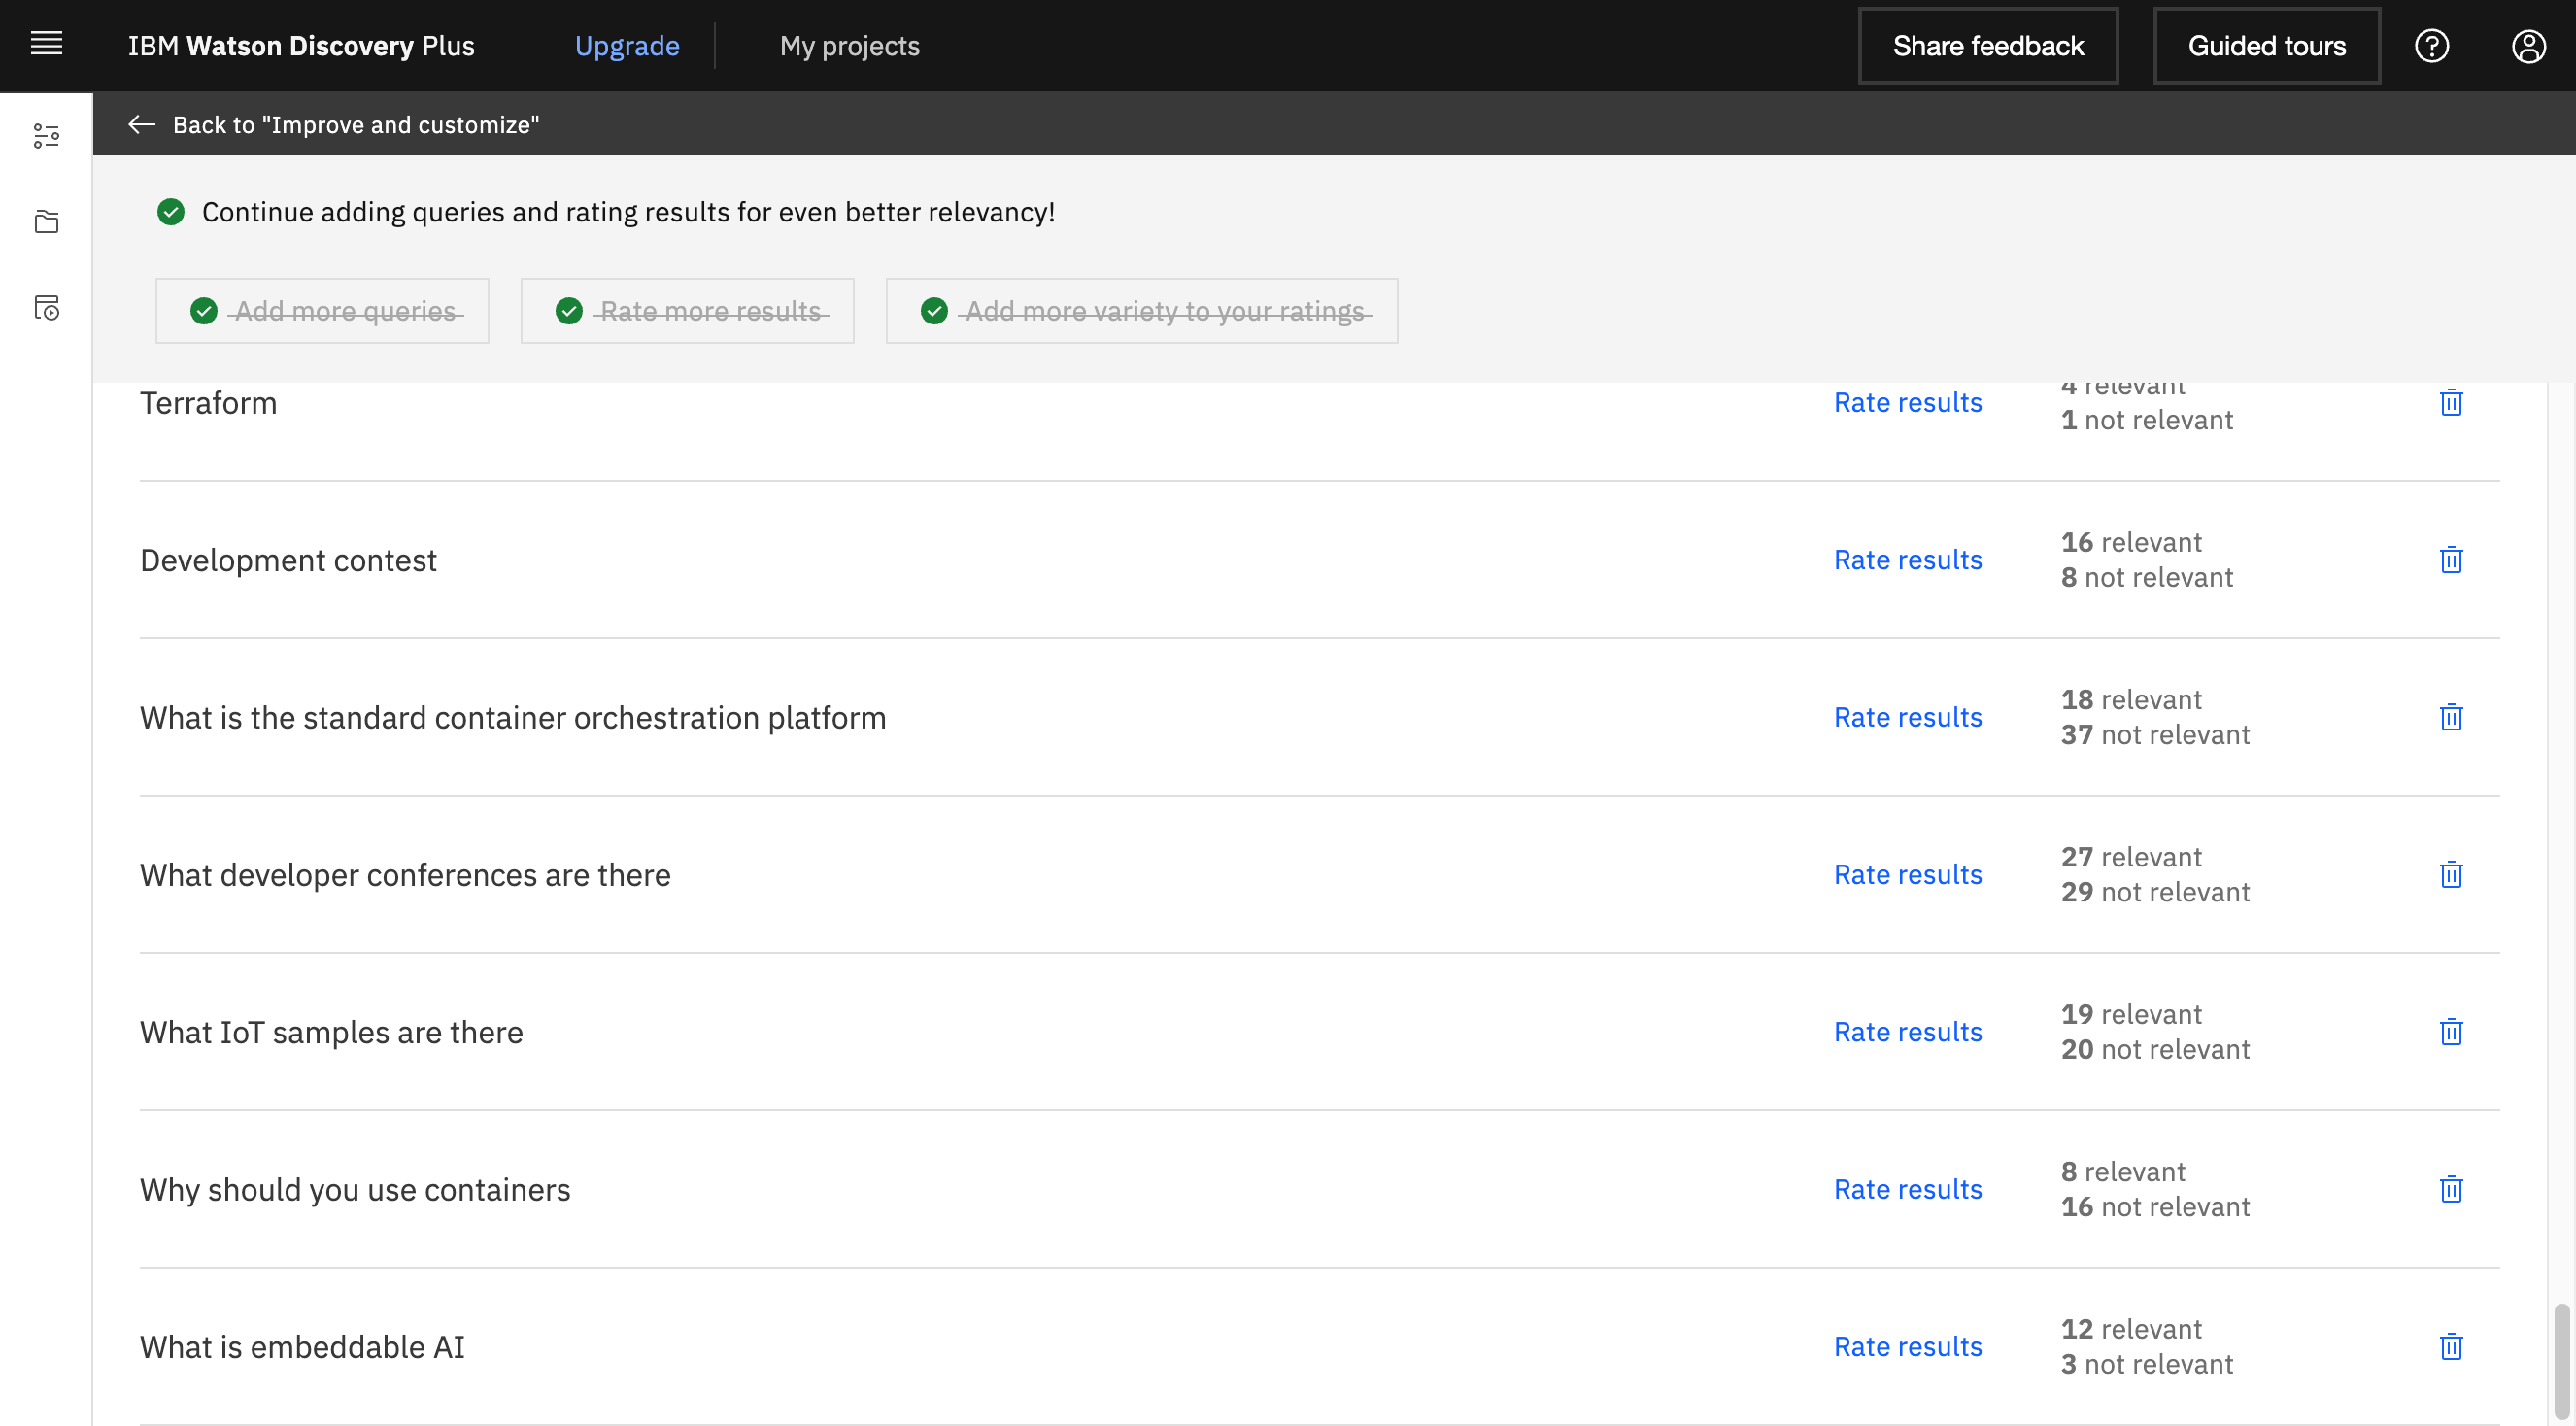 IBM Watson Discovery Plus
Upgrade
My projects
Share feedback
Guided tours
Back to "Improve and customize"
Continue adding queries and rating results for even better relevancy!
Add more queries
Rate more results
Add more variety to your ratings
Terraform
Rate results
4 relevant
1 not relevant
Development contest
Rate results
16 relevant
8 not relevant
What is the standard container orchestration platform
Rate results
18 relevant
37 not relevant
What developer conferences are there
Rate results
27 relevant
29 not relevant
What IoT samples are there
Rate results
19 relevant
20 not relevant
Why should you use containers
Rate results
8 relevant
16 not relevant
What is embeddable AI
Rate results
12 relevant
3 not relevant